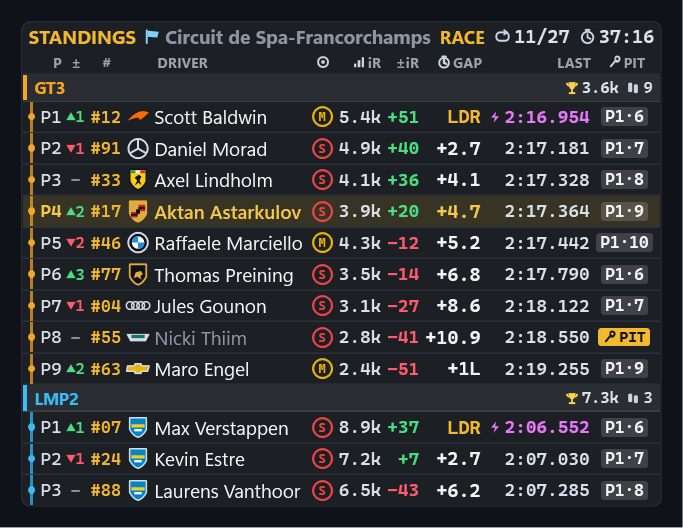 STANDINGS Circuit de Spa-Francorchamps RACE 11/27 37:16
P ± # DRIVER iR ±iR GAP LAST PIT
GT3 3.6k 9
P1 ▲1 #12 Scott Baldwin M 5.4k +51 LDR 2:16.954 P1·6
P2 ▼1 #91 Daniel Morad S 4.9k +40 +2.7 2:17.181 P1·7
P3 – #33 Axel Lindholm S 4.1k +36 +4.1 2:17.328 P1·8
P4 ▲2 #17 Aktan Astarkulov S 3.9k +20 +4.7 2:17.364 P1·9
P5 ▼2 #46 Raffaele Marciello M 4.3k −12 +5.2 2:17.442 P1·10
P6 ▲3 #77 Thomas Preining S 3.5k −14 +6.8 2:17.790 P1·6
P7 ▼1 #04 Jules Gounon S 3.1k −27 +8.6 2:18.122 P1·7
P8 – #55 Nicki Thiim S 2.8k −41 +10.9 2:18.550 PIT
P9 ▲2 #63 Maro Engel M 2.4k −51 +1L 2:19.255 P1·9
LMP2 7.3k 3
P1 ▲1 #07 Max Verstappen S 8.9k +37 LDR 2:06.552 P1·6
P2 ▼1 #24 Kevin Estre S 7.2k +7 +2.7 2:07.030 P1·7
P3 – #88 Laurens Vanthoor S 6.5k −43 +6.2 2:07.285 P1·8